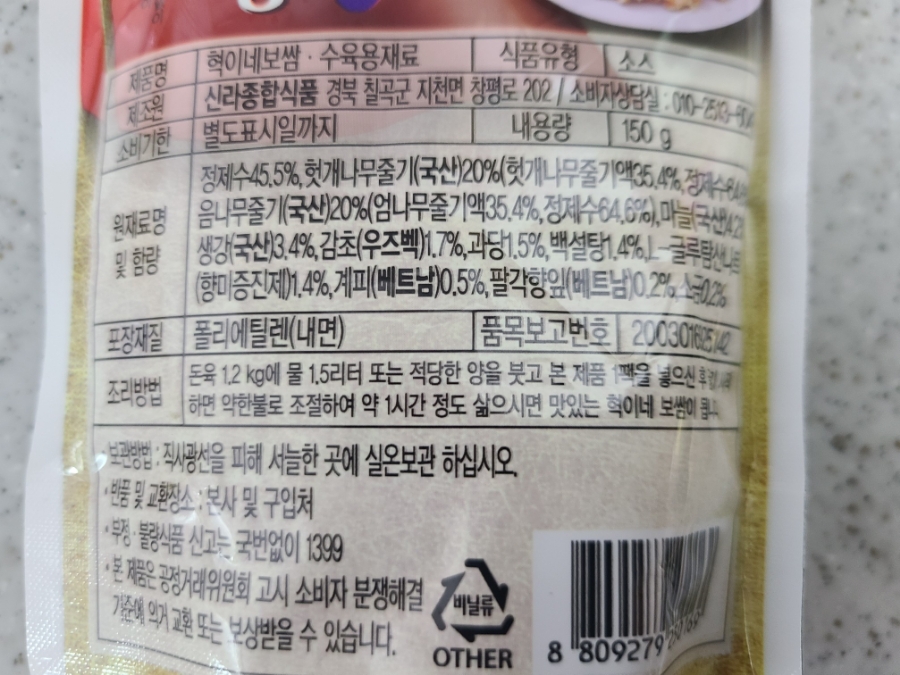 제품명 혁이네보쌈 · 수육용재료 식품유형 소스
제조원 신라종합식품 경북 칠곡군 지천면 창평로 202 / 소비자상담실 : 010-2513-
소비기한 별도표시일까지 내용량 150 g
원재료명 및 함량
정제수45.5%, 헛개나무줄기(국산)20%(헛개나무줄기액35.4%, 정제수64.
음나무줄기(국산)20%(엄나무줄기액35.4%, 정제수64.6%), 마늘(국산)4.2
생강(국산)3.4%, 감초(우즈벡)1.7%, 과당1.5%, 백설탕1.4%, L-글루탐산나트
(향미증진제)1.4%, 계피(베트남)0.5%, 팔각향잎(베트남)0.2%, 소금0.2%
포장재질 폴리에틸렌(내면) 품목보고번호
조리방법
돈육 1.2 kg에 물 1.5리터 또는 적당한 양을 붓고 본 제품 1팩을 넣으신 후
하면 약한불로 조절하여 약 1시간 정도 삶으시면 맛있는 혁이네 보쌈이 됩니다.
· 보관방법 : 직사광선을 피해 서늘한 곳에 실온보관 하십시오.
· 반품 및 교환장소 : 본사 및 구입처
· 부정 · 불량식품 신고는 국번없이 1399
· 본 제품은 공정거래위원회 고시 소비자 분쟁해결
기준에 의거 교환 또는 보상받을 수 있습니다.
비닐류
OTHER
8 809279